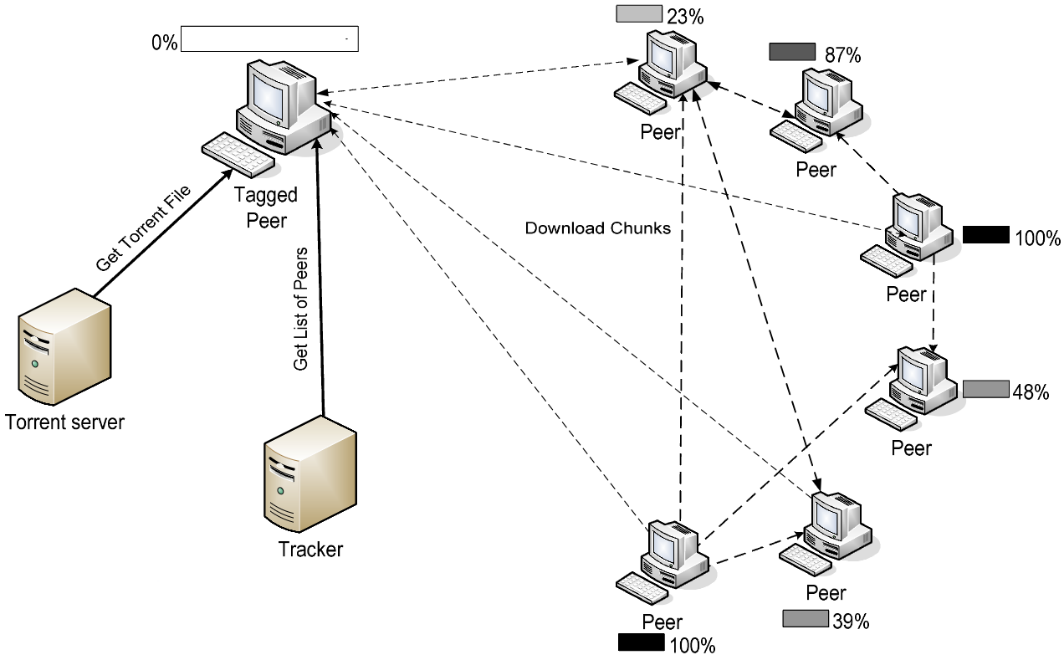 0%
23%
87%
Peer
Peer
Tagged
Peer
Get Torrent File
Download Chunks
100%
Peer
Get List of Peers
48%
Torrent server
Peer
Tracker
Peer
39%
Peer
100%